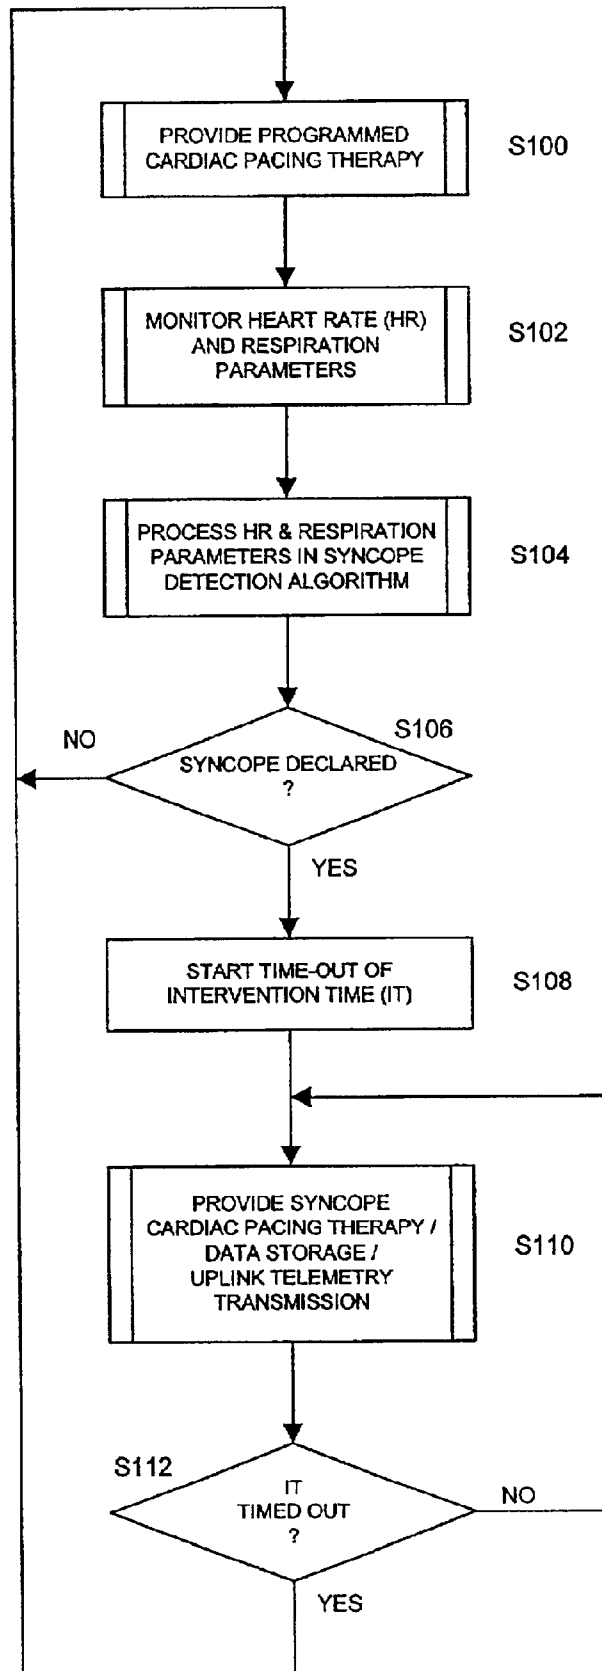 PROVIDE PROGRAMMED
CARDIAC PACING THERAPY
S100
MONITOR HEART RATE (HR)
AND RESPIRATION
PARAMETERS
S102
PROCESS HR & RESPIRATION
PARAMETERS IN SYNCOPE
DETECTION ALGORITHM
S104
NO
S106
SYNCOPE DECLARED
?
YES
START TIME-OUT OF
INTERVENTION TIME (IT)
S108
PROVIDE SYNCOPE
CARDIAC PACING THERAPY /
DATA STORAGE /
UPLINK TELEMETRY
TRANSMISSION
S110
S112
IT
TIMED OUT
?
NO
YES